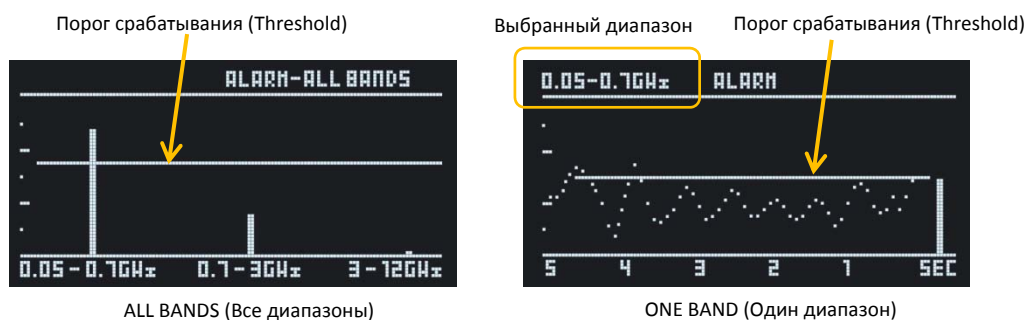 Порог срабатывания (Threshold)
ALARM-ALL BANDS
0.05-0.7GHz 0.7-3GHz 3-12GHz
ALL BANDS (Все диапазоны)
Выбранный диапазон
Порог срабатывания (Threshold)
0.05-0.7GHz ALARM
5 4 3 2 1 SEC
ONE BAND (Один диапазон)